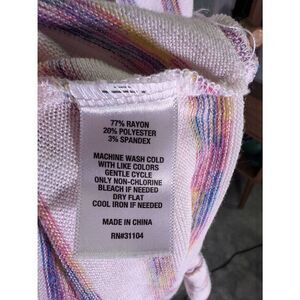 77% RAYON
20% POLYESTER
3% SPANDEX
MACHINE WASH COLD
WITH LIKE COLORS
GENTLE CYCLE
ONLY NON-CHLORINE
BLEACH IF NEEDED
DRY FLAT
COOL IRON IF NEEDED
MADE IN CHINA
RN#31104